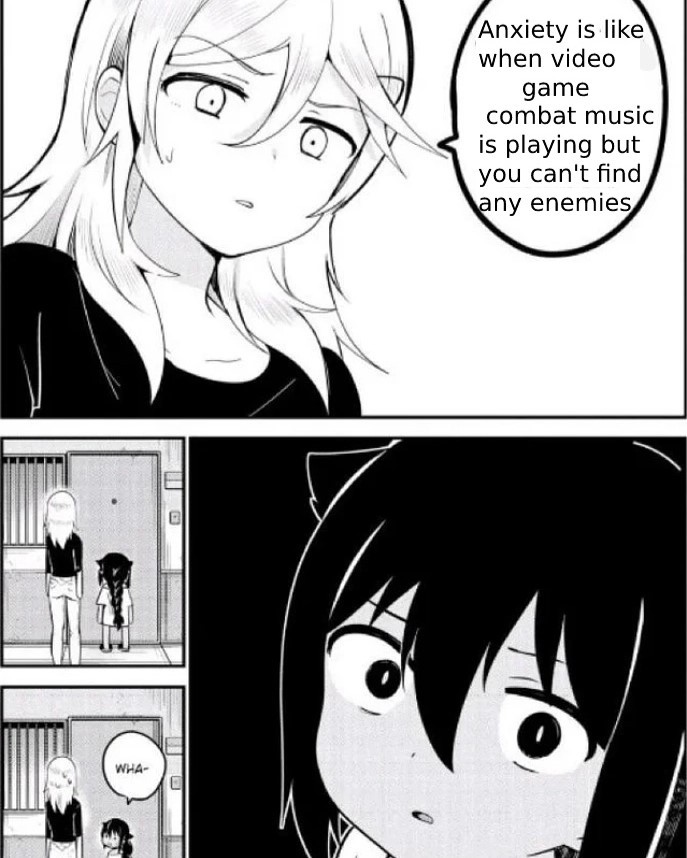 Anxiety is like
when video
game
combat music
is playing but
you can't find
any enemies
WHA-